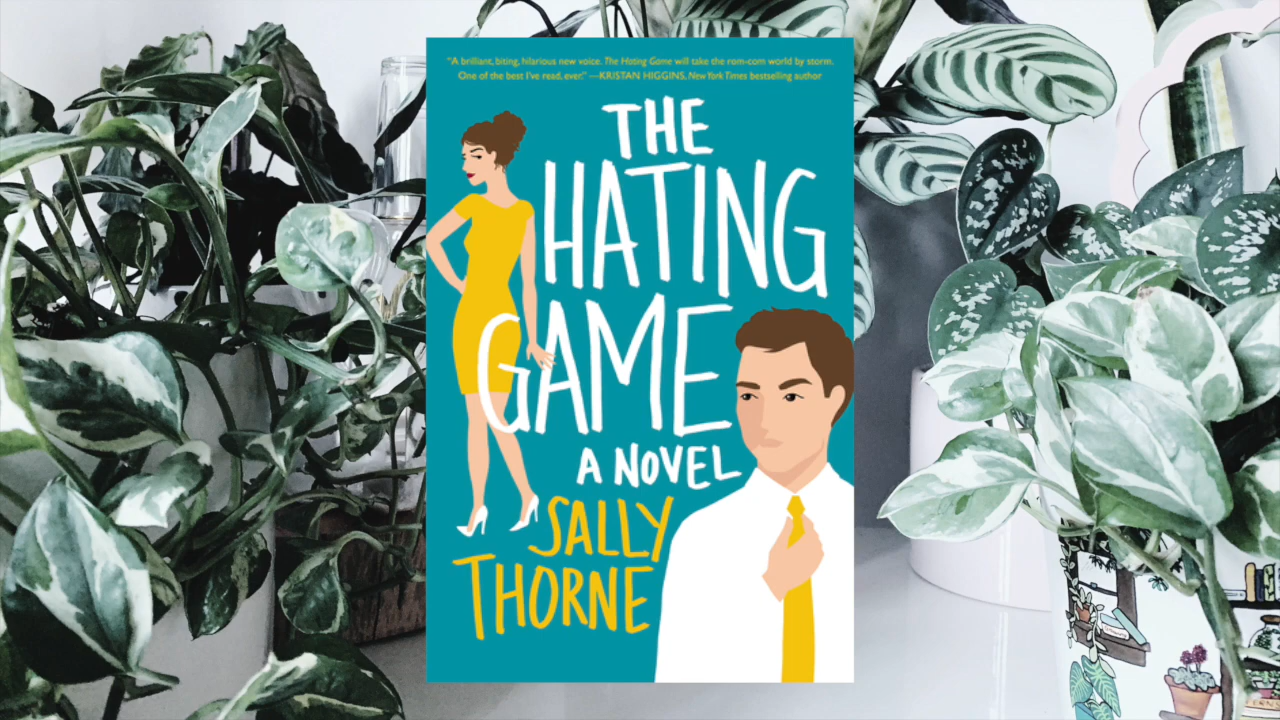 "A brilliant, biting, hilarious new voice. The Hating Game will take the rom-com world by storm.
One of the best I've read, ever." —KRISTAN HIGGINS, New York Times bestselling author
THE
HATING
GAME
A NOVEL
SALLY
THORNE